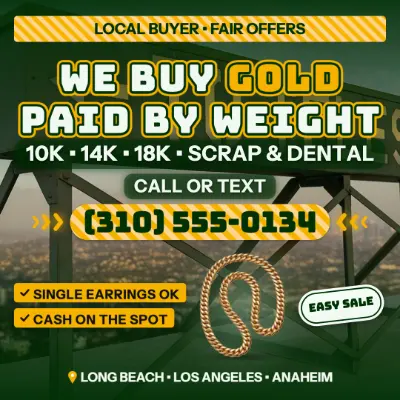 LOCAL BUYER • FAIR OFFERS
WE BUY GOLD
PAID BY WEIGHT
10K • 14K • 18K • SCRAP & DENTAL
CALL OR TEXT
(310) 555-0134
SINGLE EARRINGS OK
CASH ON THE SPOT
EASY SALE
LONG BEACH • LOS ANGELES • ANAHEIM